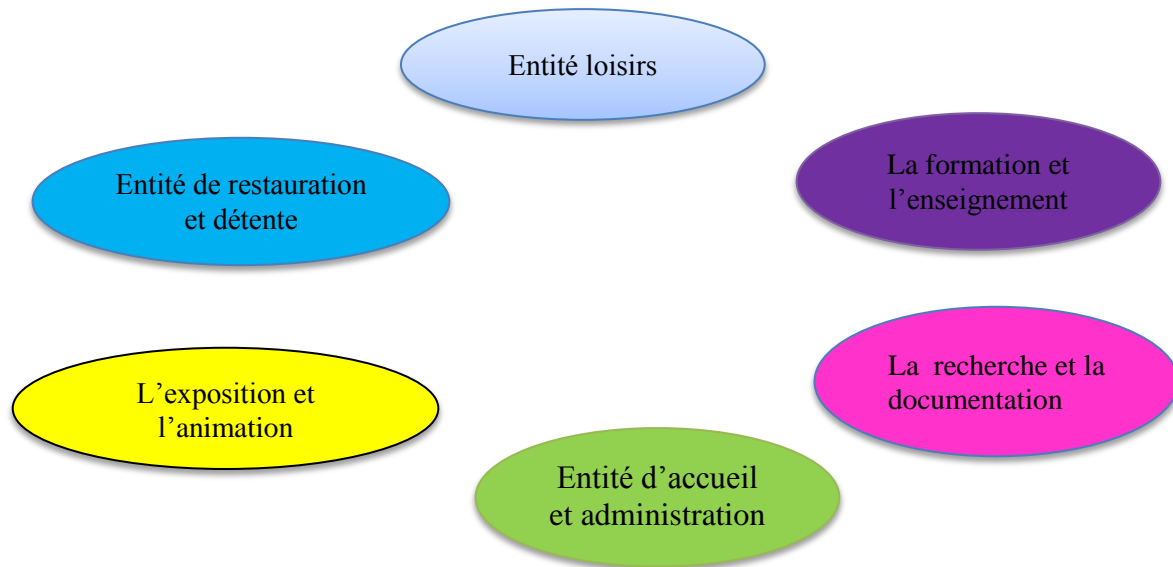 Entité loisirs
La formation et
l’enseignement
Entité de restauration
et détente
La recherche et la
documentation
L’exposition et
l’animation
Entité d’accueil
et administration